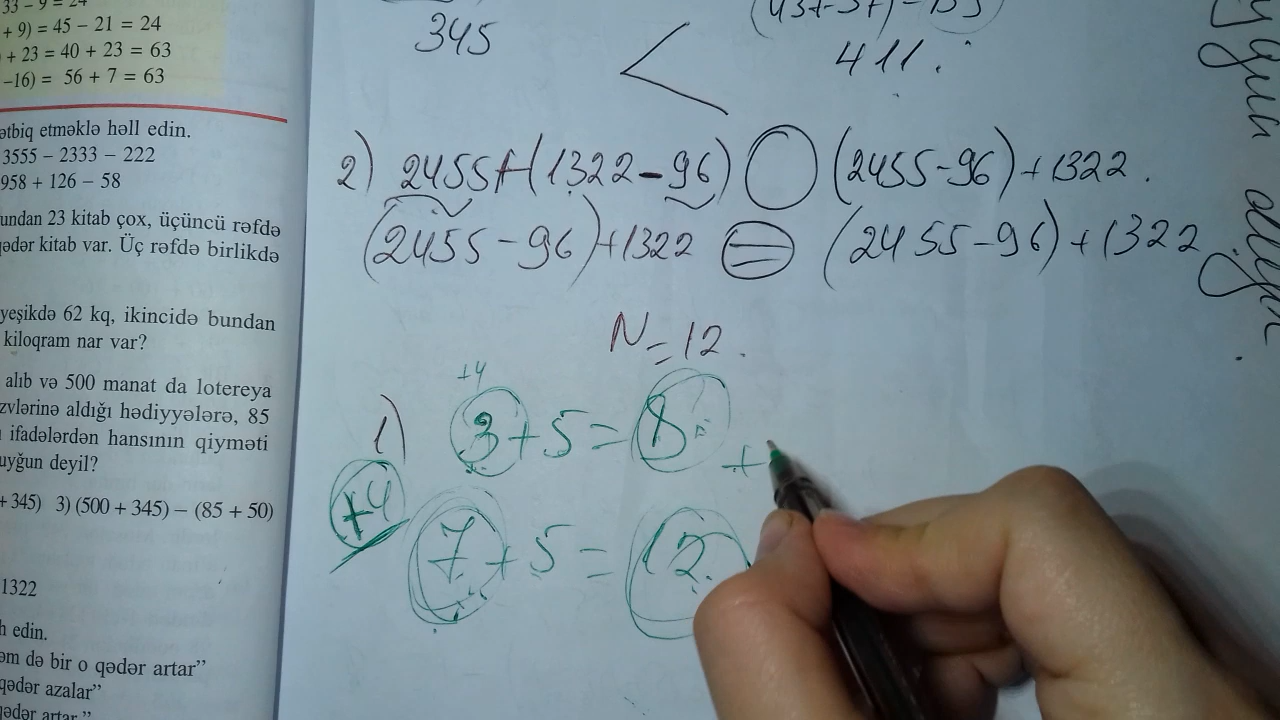 33 – 9 = 24
+ 9) = 45 – 21 = 24
+ 23 = 40 + 23 = 63
–16) = 56 + 7 = 63
ətbiq etməklə həll edin.
3555 – 2333 – 222
958 + 126 – 58
undan 23 kitab çox, üçüncü rəfdə
qədər kitab var. Üç rəfdə birlikdə
yeşikdə 62 kq, ikincidə bundan
kiloqram nar var?
alıb və 500 manat da lotereya
zvlərinə aldığı hədiyyələrə, 85
ifadələrdən hansının qiyməti
uyğun deyil?
+ 345) 3) (500 + 345) – (85 + 50)
1322
h edin.
əm də bir o qədər artar”
qədər azalar”
qədər artar”
345 < 411.
2) 2455+(1322-96) (2455-96)+1322.
(2455-96)+1322 = (2455-96)+1322
N=12.
+4
1) 3+5=8 +
+4 7+5=12